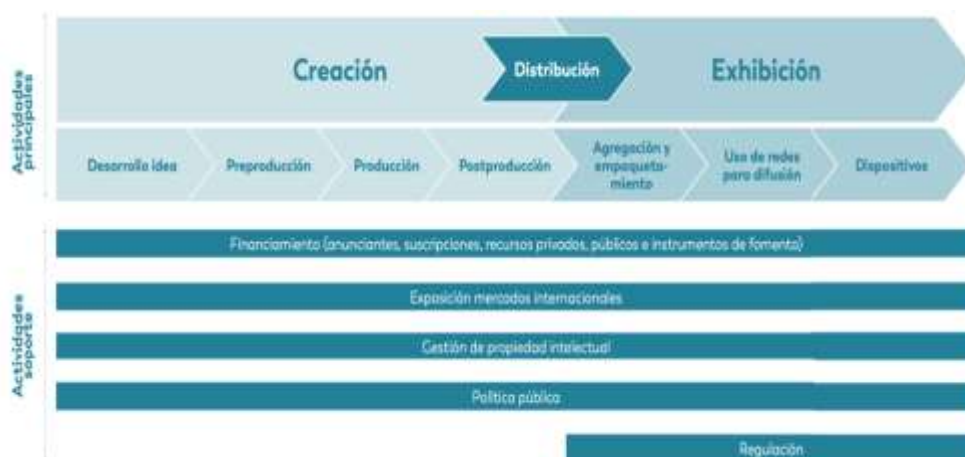 Actividades
principales
Creación
Distribución
Exhibición
Desarrollo idea
Preproducción
Producción
Postproducción
Agregación y
empaqueta-
miento
Uso de redes
para difusión
Dispositivos
Actividades
soporte
Financiamiento (anunciantes, suscripciones, recursos privados, públicos e instrumentos de fomento)
Exposición mercados internacionales
Gestión de propiedad intelectual
Política pública
Regulación